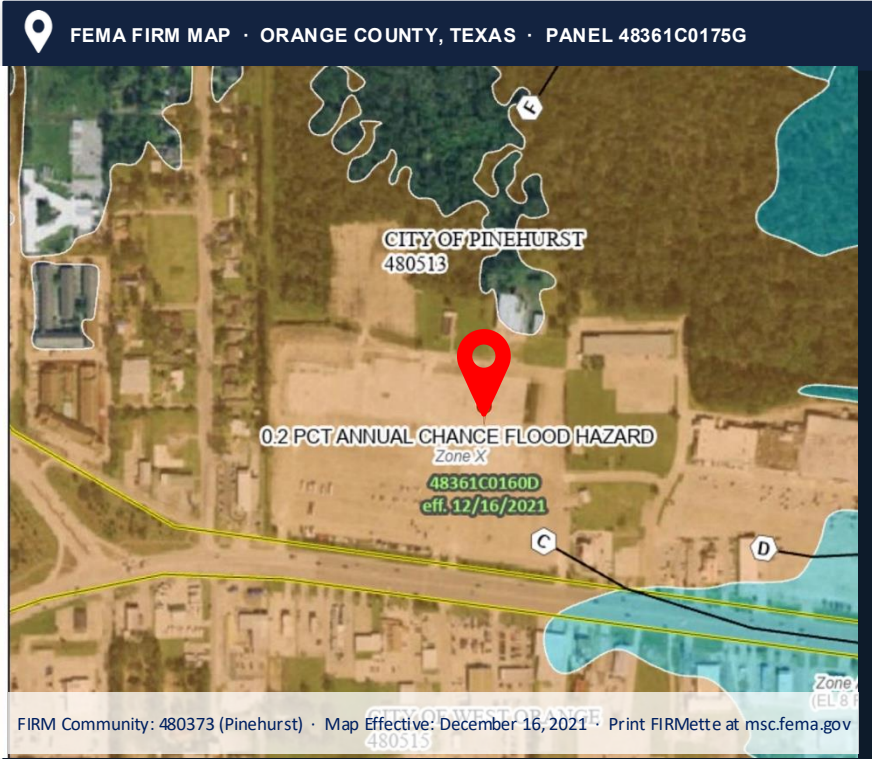 FEMA FIRM MAP · ORANGE COUNTY, TEXAS · PANEL 48361C0175G
F
CITY OF PINEHURST
480513
0.2 PCT ANNUAL CHANCE FLOOD HAZARD
Zone X
48361C0160D
eff. 12/16/2021
C
D
Zone
(EL 8
CITY OF WEST ORANGE
480515
FIRM Community: 480373 (Pinehurst) · Map Effective: December 16, 2021 · Print FIRMette at msc.fema.gov